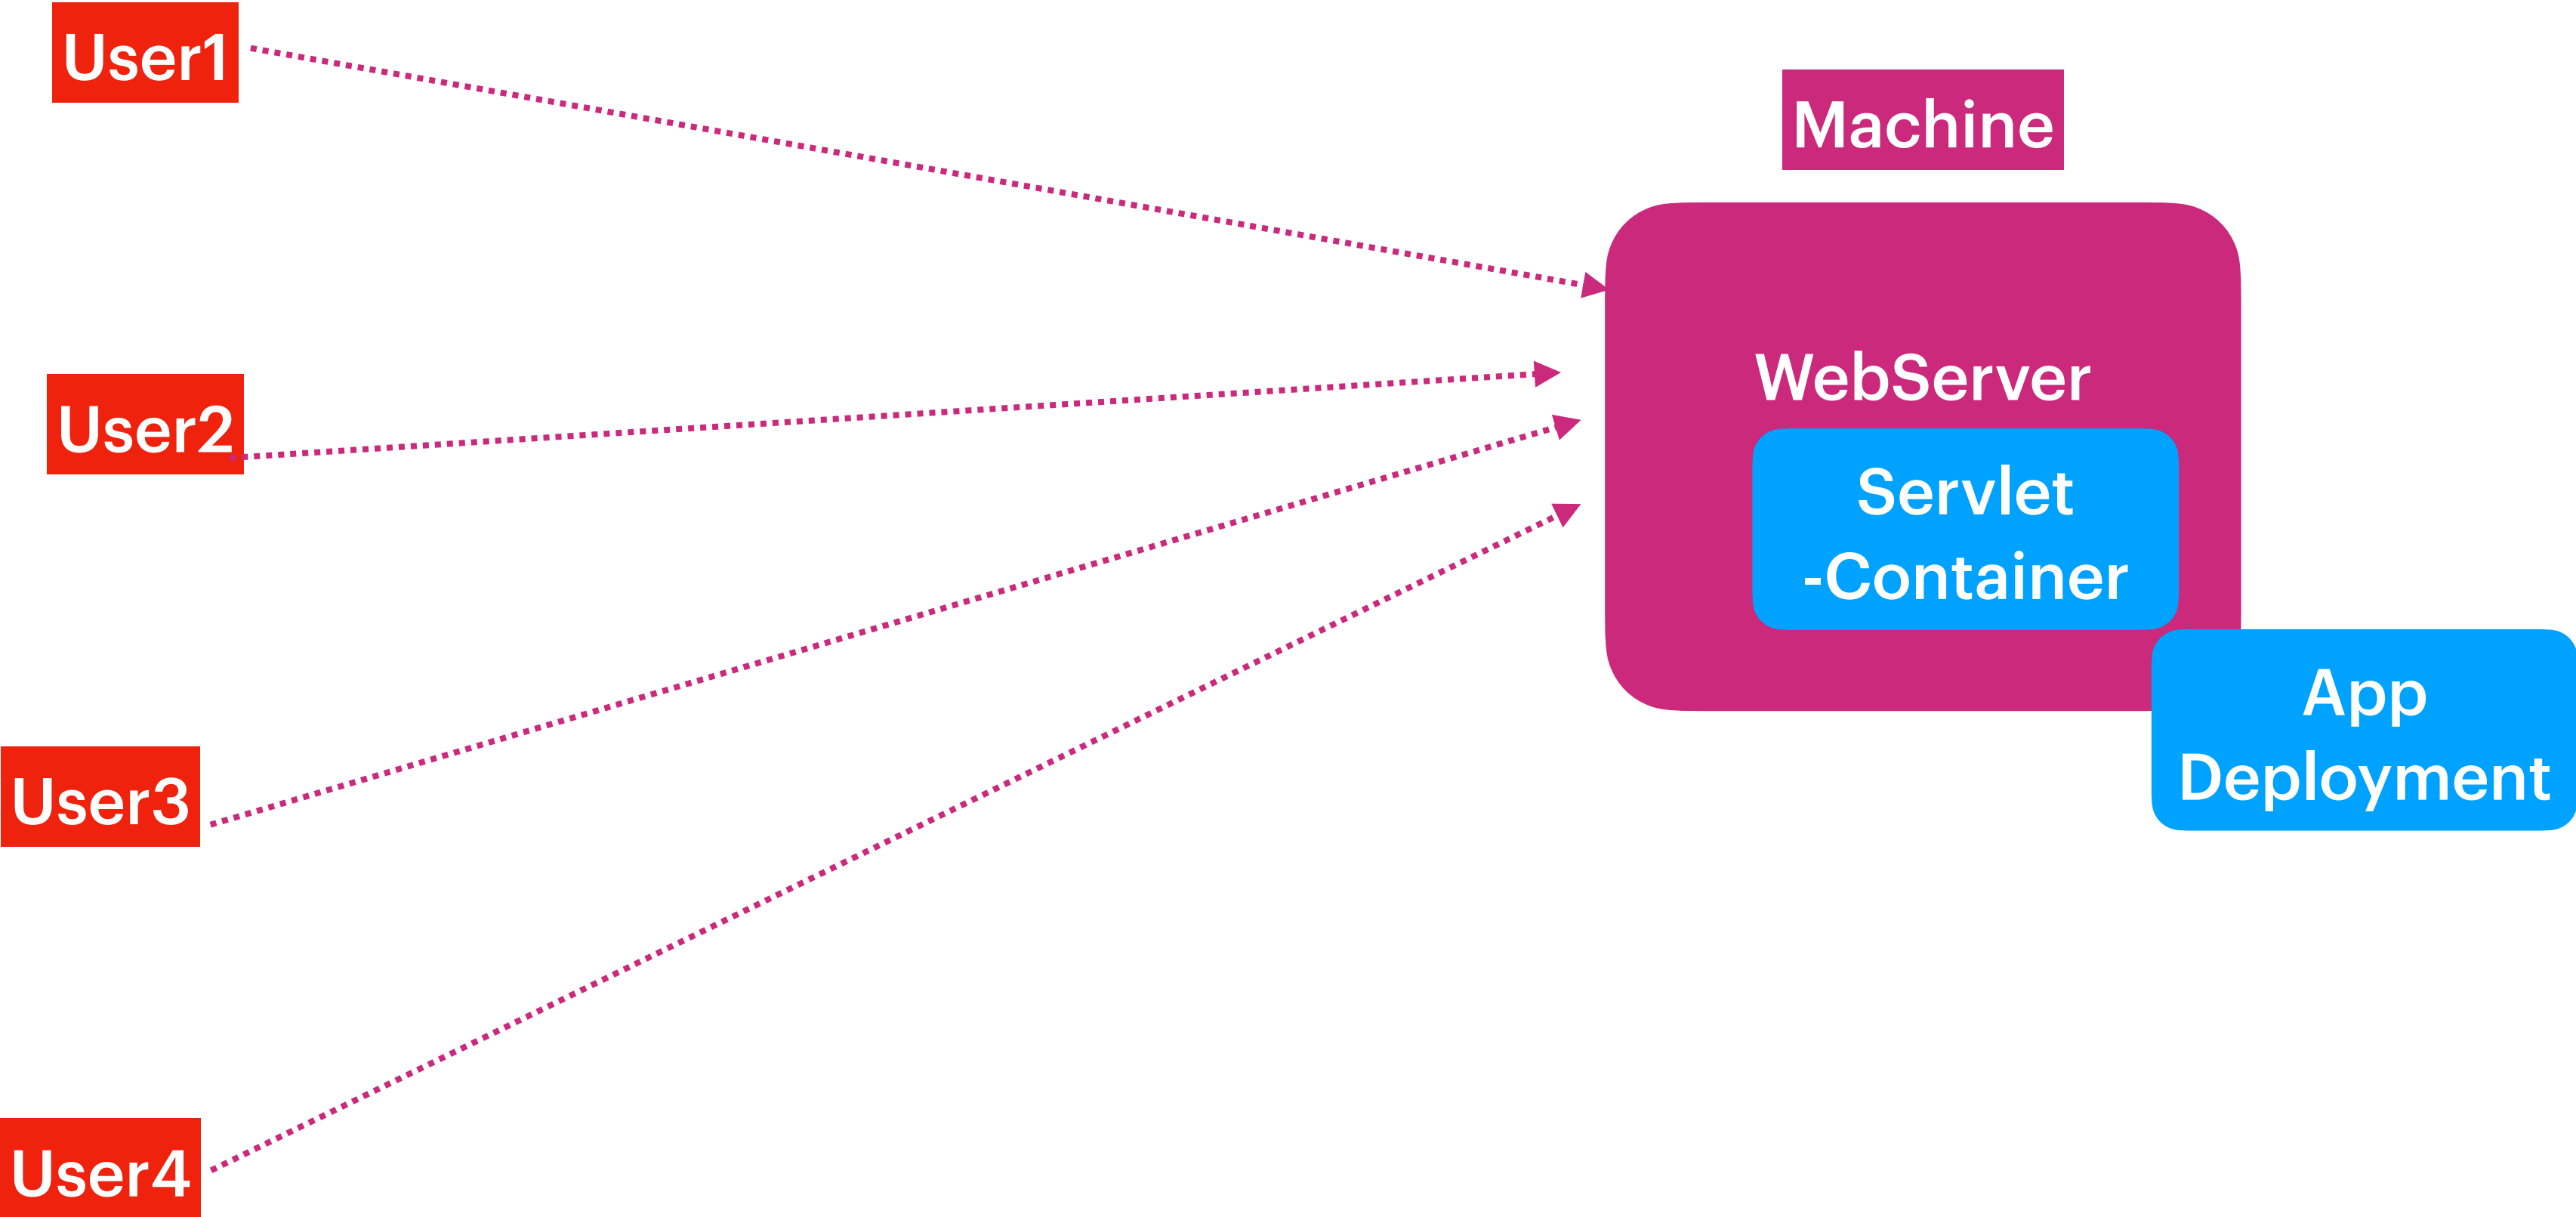 User1
Machine
WebServer
User2
Servlet
-Container
App
Deployment
User3
User4